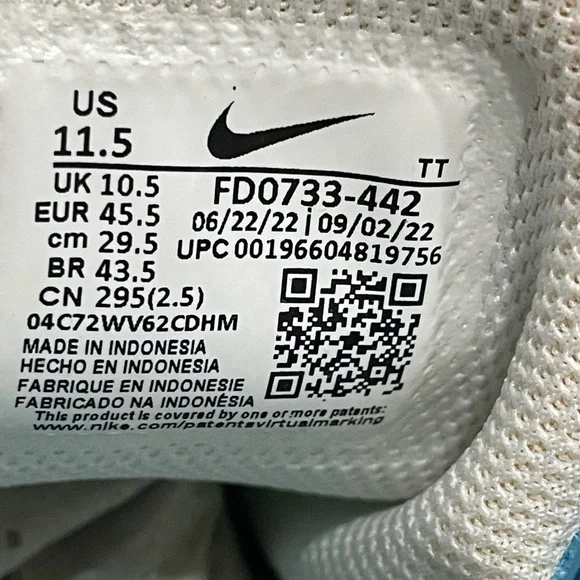 US
11.5
TT
UK 10.5
EUR 45.5
cm 29.5
BR 43.5
CN 295(2.5)
04C72WV62CDHM
FD0733-442
06/22/22 | 09/02/22
UPC 00196604819756
MADE IN INDONESIA
HECHO EN INDONESIA
FABRIQUE EN INDONESIE
FABRICADO NA INDONÉSIA
This product is covered by one or more patents:
www.nike.com/patentsvirtualmarking